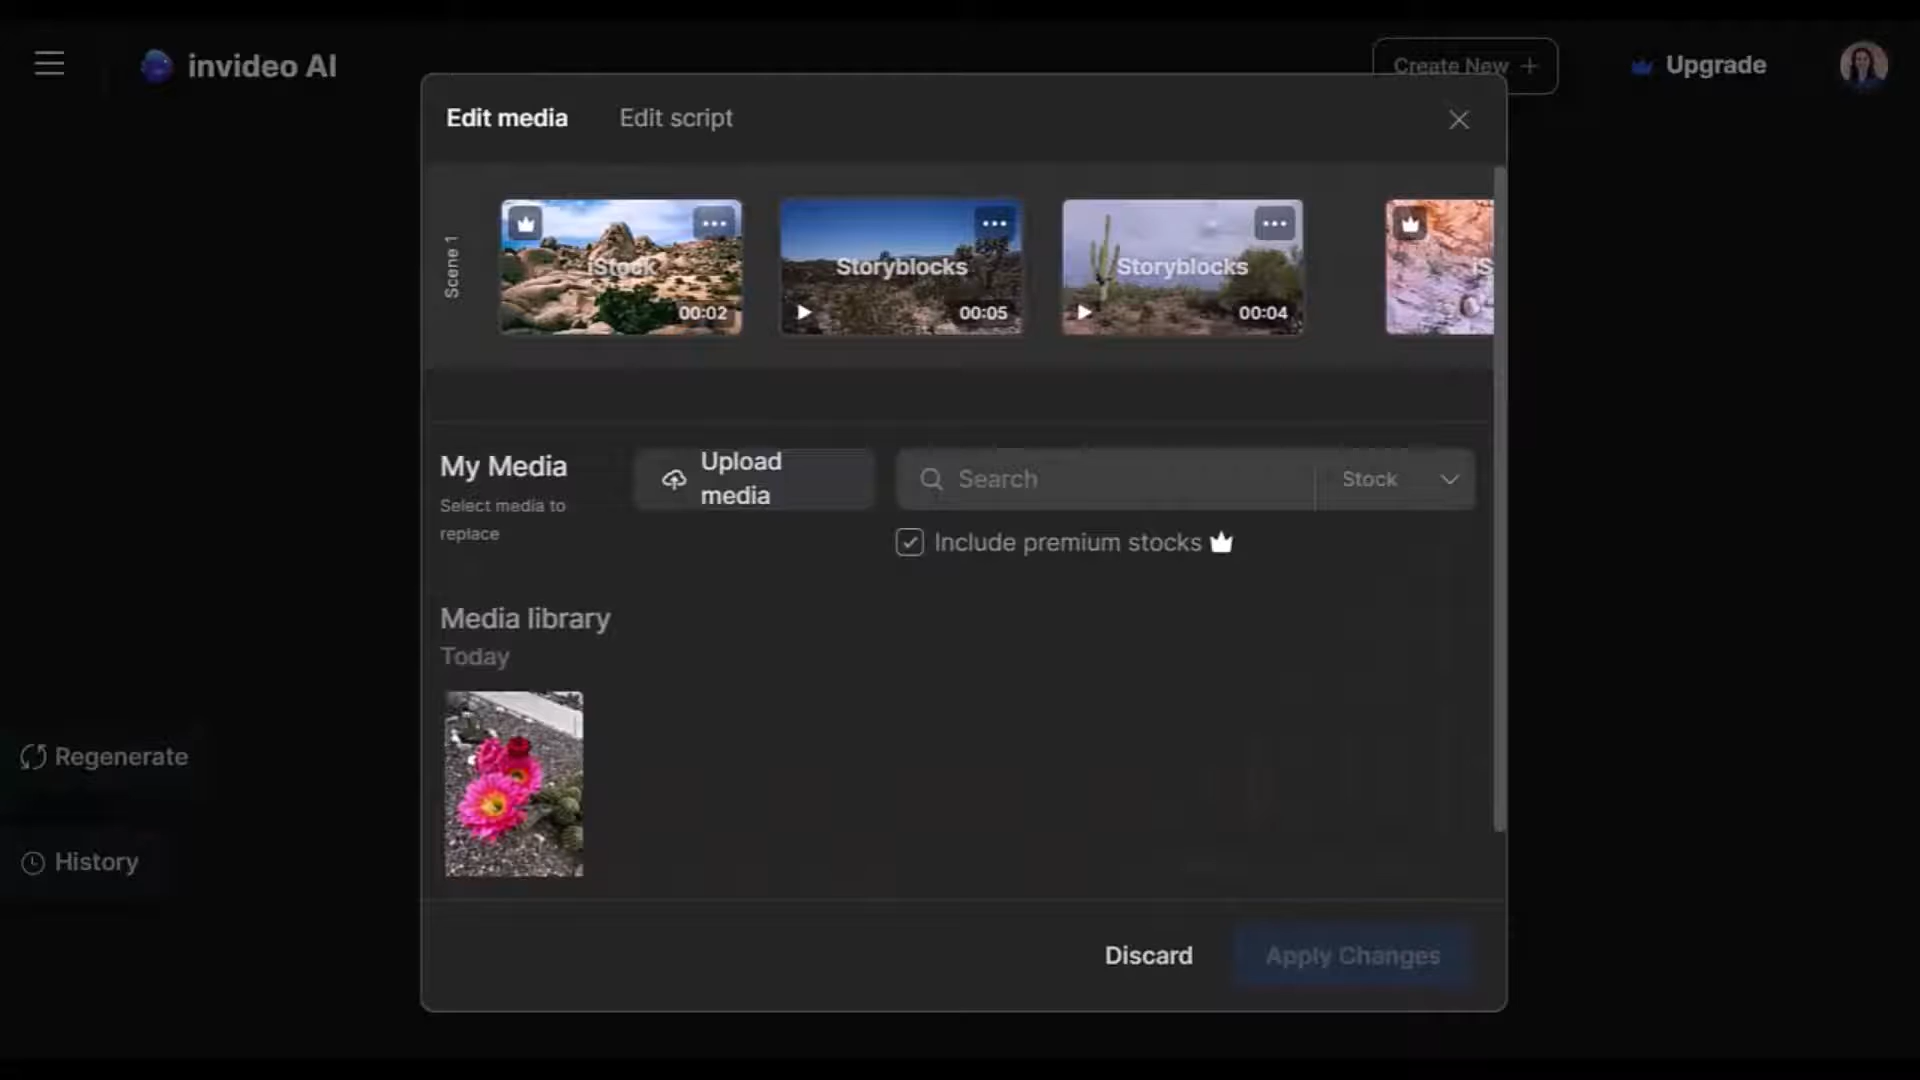 invideo AI
Create New +
Upgrade
Edit media
Edit script
Scene 1
iStock
00:02
Storyblocks
00:05
Storyblocks
00:04
iS
My Media
Select media to
replace
Upload
media
Search
Stock
Include premium stocks
Media library
Today
Regenerate
History
Discard
Apply Changes